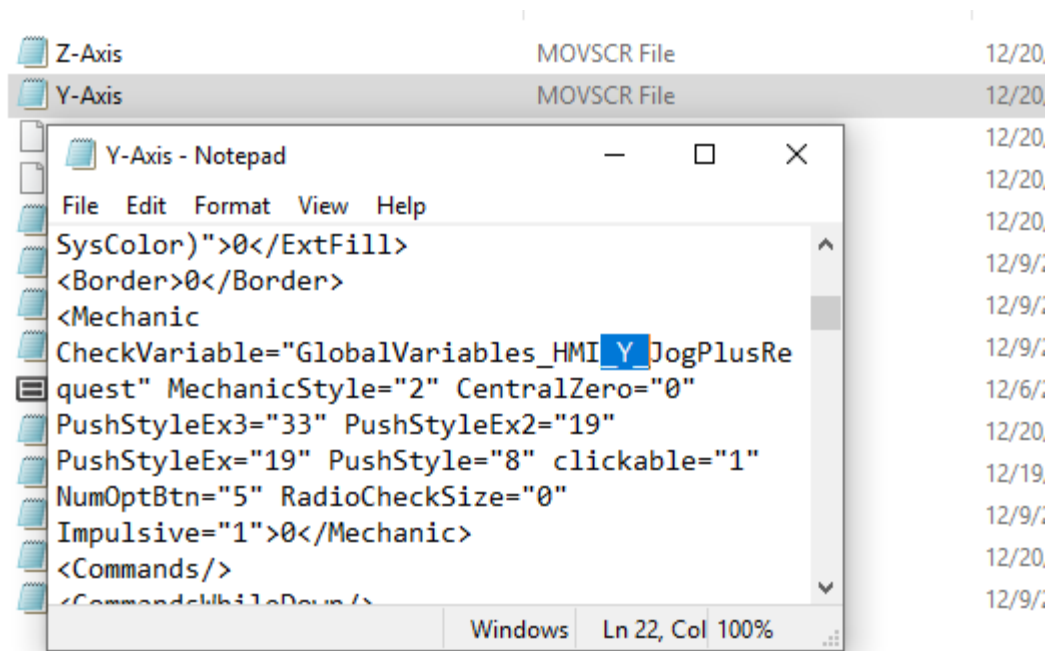 Z-Axis MOVSCR File 12/20/
Y-Axis MOVSCR File 12/20/
12/20/
Y-Axis - Notepad
12/20/
File Edit Format View Help
12/20/
SysColor)">0</ExtFill>
12/9/2
<Border>0</Border>
<Mechanic
12/9/2
CheckVariable="GlobalVariables_HMI_Y_JogPlusRe
12/9/2
quest" MechanicStyle="2" CentralZero="0"
12/6/2
PushStyleEx3="33" PushStyleEx2="19"
12/20/
PushStyleEx="19" PushStyle="8" clickable="1"
12/19/
NumOptBtn="5" RadioCheckSize="0"
12/9/2
Impulsive="1">0</Mechanic>
<Commands/>
12/20/
<CommandsWhileDown/>
12/9/2
Windows Ln 22, Col 100%